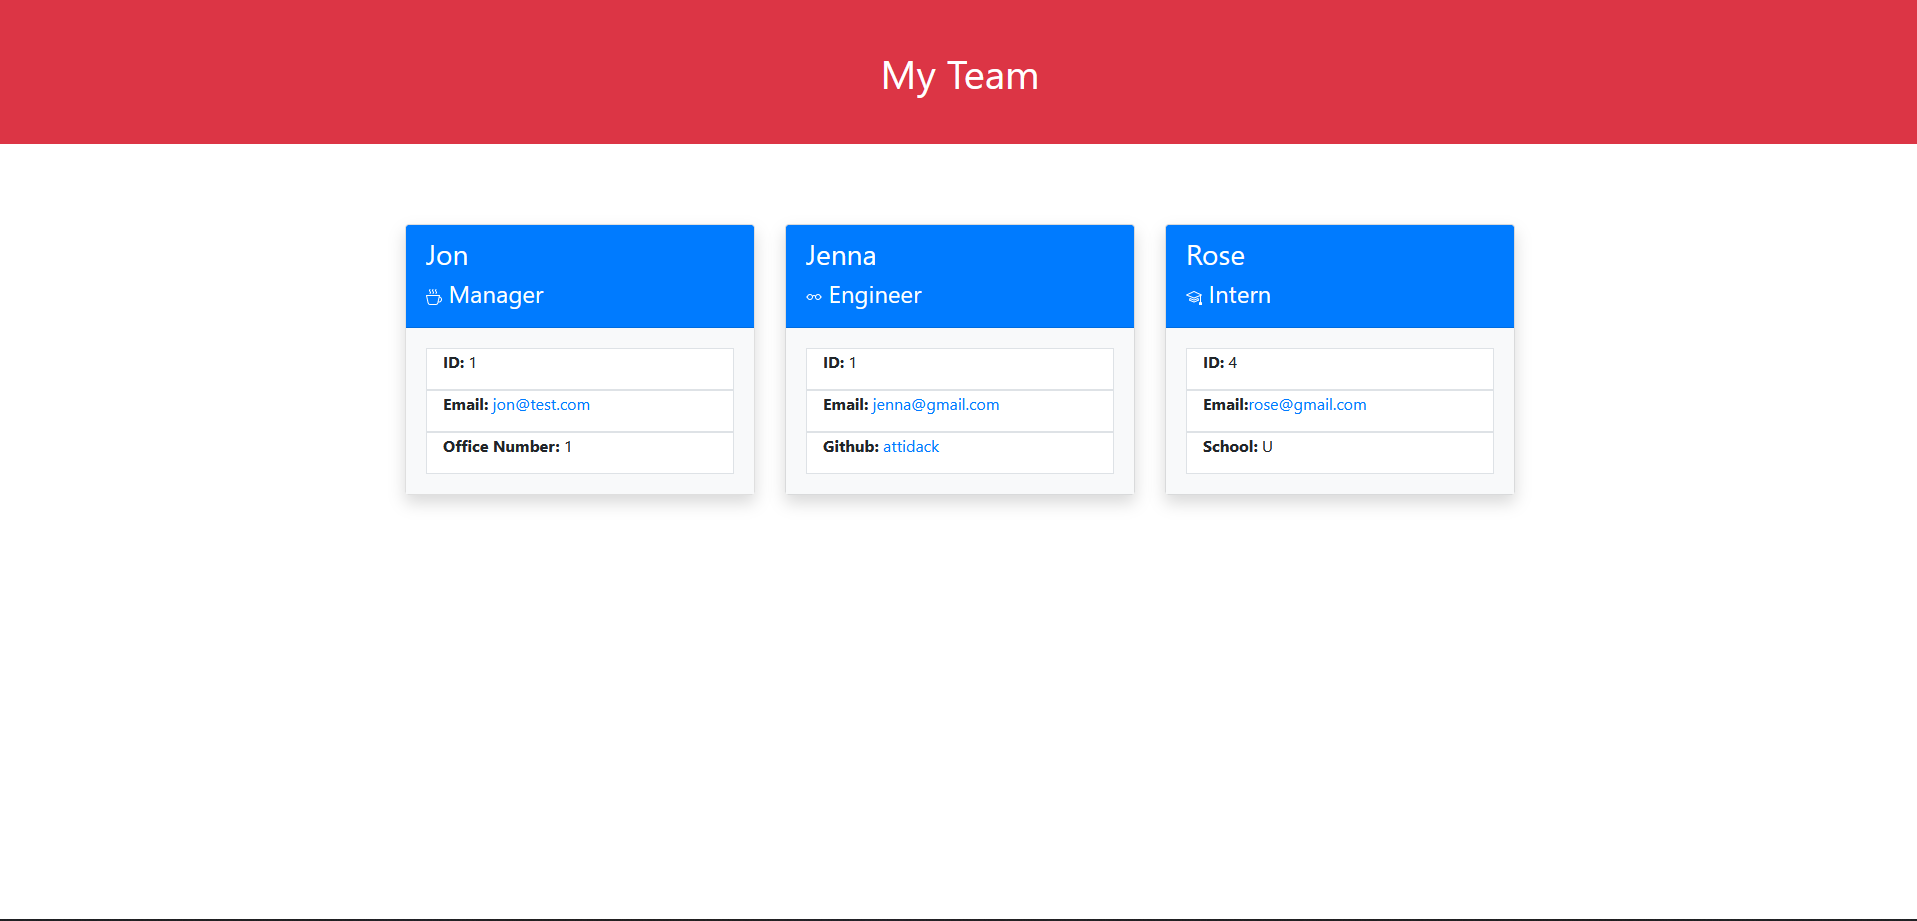 My Team
Jon
Manager
ID: 1
Email: jon@test.com
Office Number: 1
Jenna
Engineer
ID: 1
Email: jenna@gmail.com
Github: attidack
Rose
Intern
ID: 4
Email:rose@gmail.com
School: U